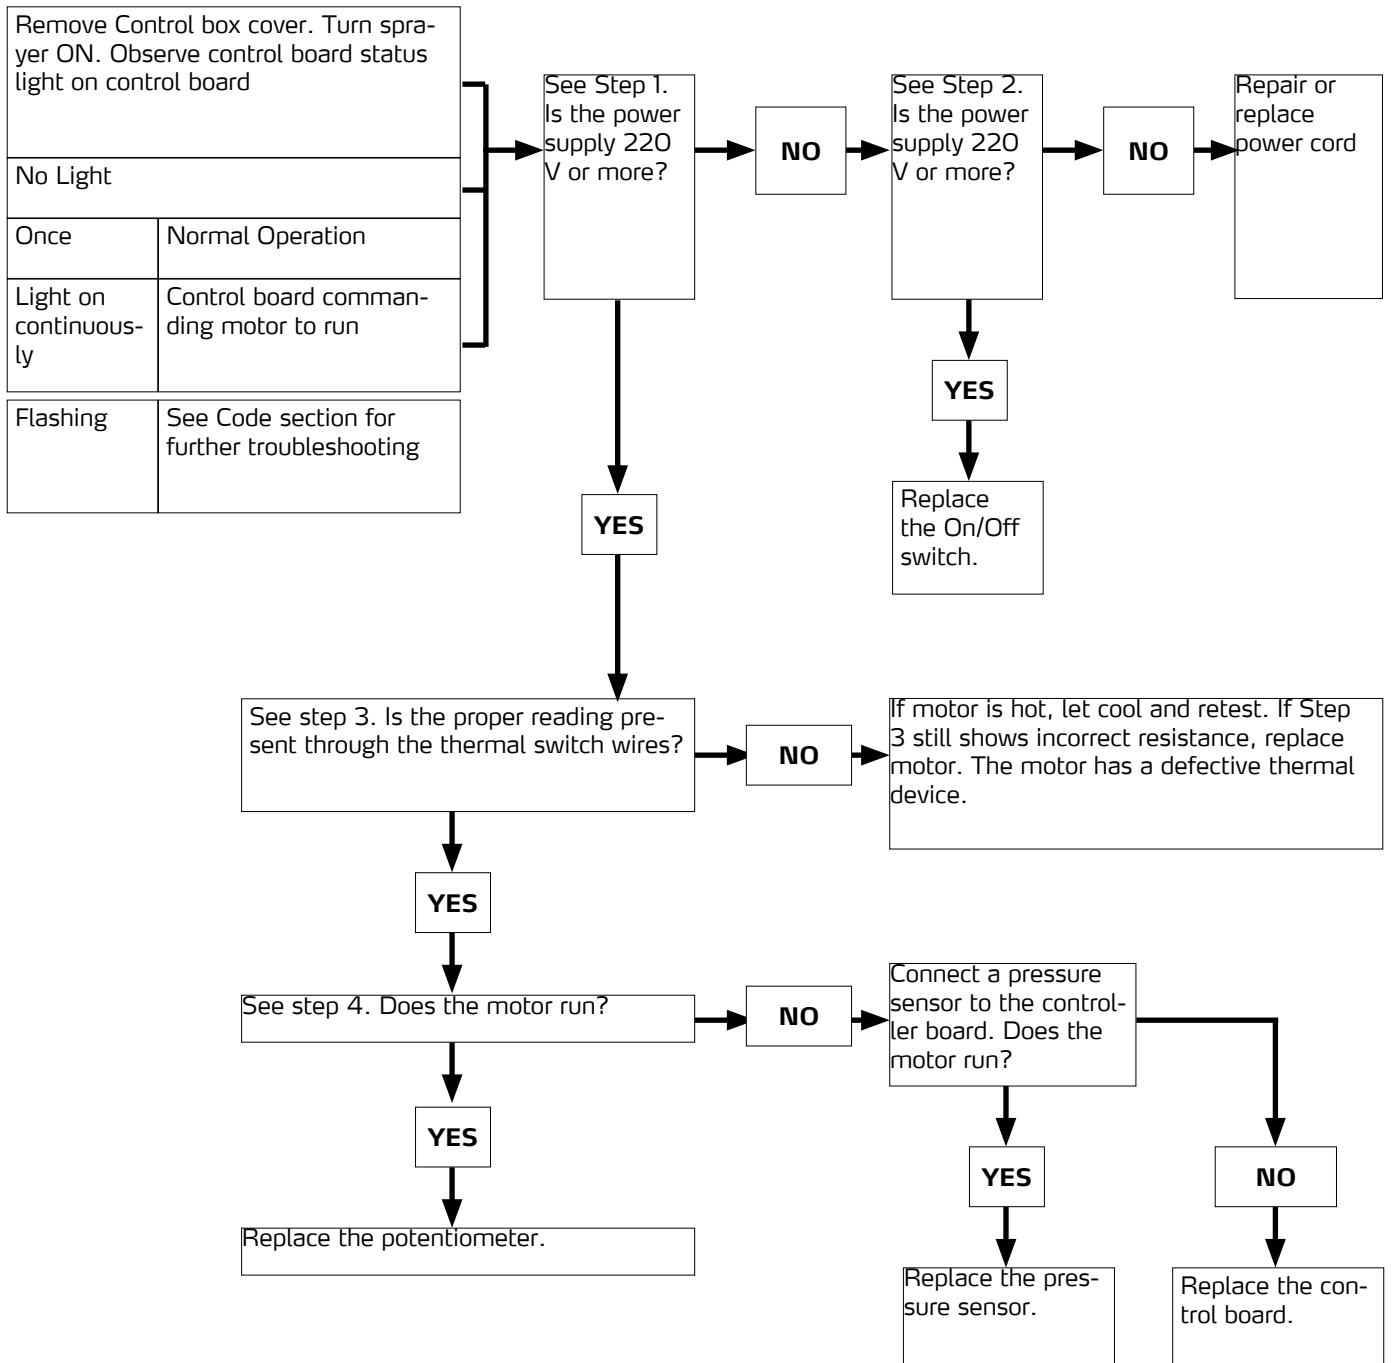 Remove Control box cover. Turn spra-
yer ON. Observe control board status
light on control board
No Light
Once
Normal Operation
Light on
continuous-
ly
Control board comman-
ding motor to run
Flashing
See Code section for
further troubleshooting
See Step 1.
Is the power
supply 220
V or more?
NO
See Step 2.
Is the power
supply 220
V or more?
NO
Repair or
replace
power cord
YES
Replace
the On/Off
switch.
YES
See step 3. Is the proper reading pre-
sent through the thermal switch wires?
NO
If motor is hot, let cool and retest. If Step
3 still shows incorrect resistance, replace
motor. The motor has a defective thermal
device.
YES
See step 4. Does the motor run?
NO
Connect a pressure
sensor to the control-
ler board. Does the
motor run?
YES
Replace the potentiometer.
YES
Replace the pres-
sure sensor.
NO
Replace the con-
trol board.